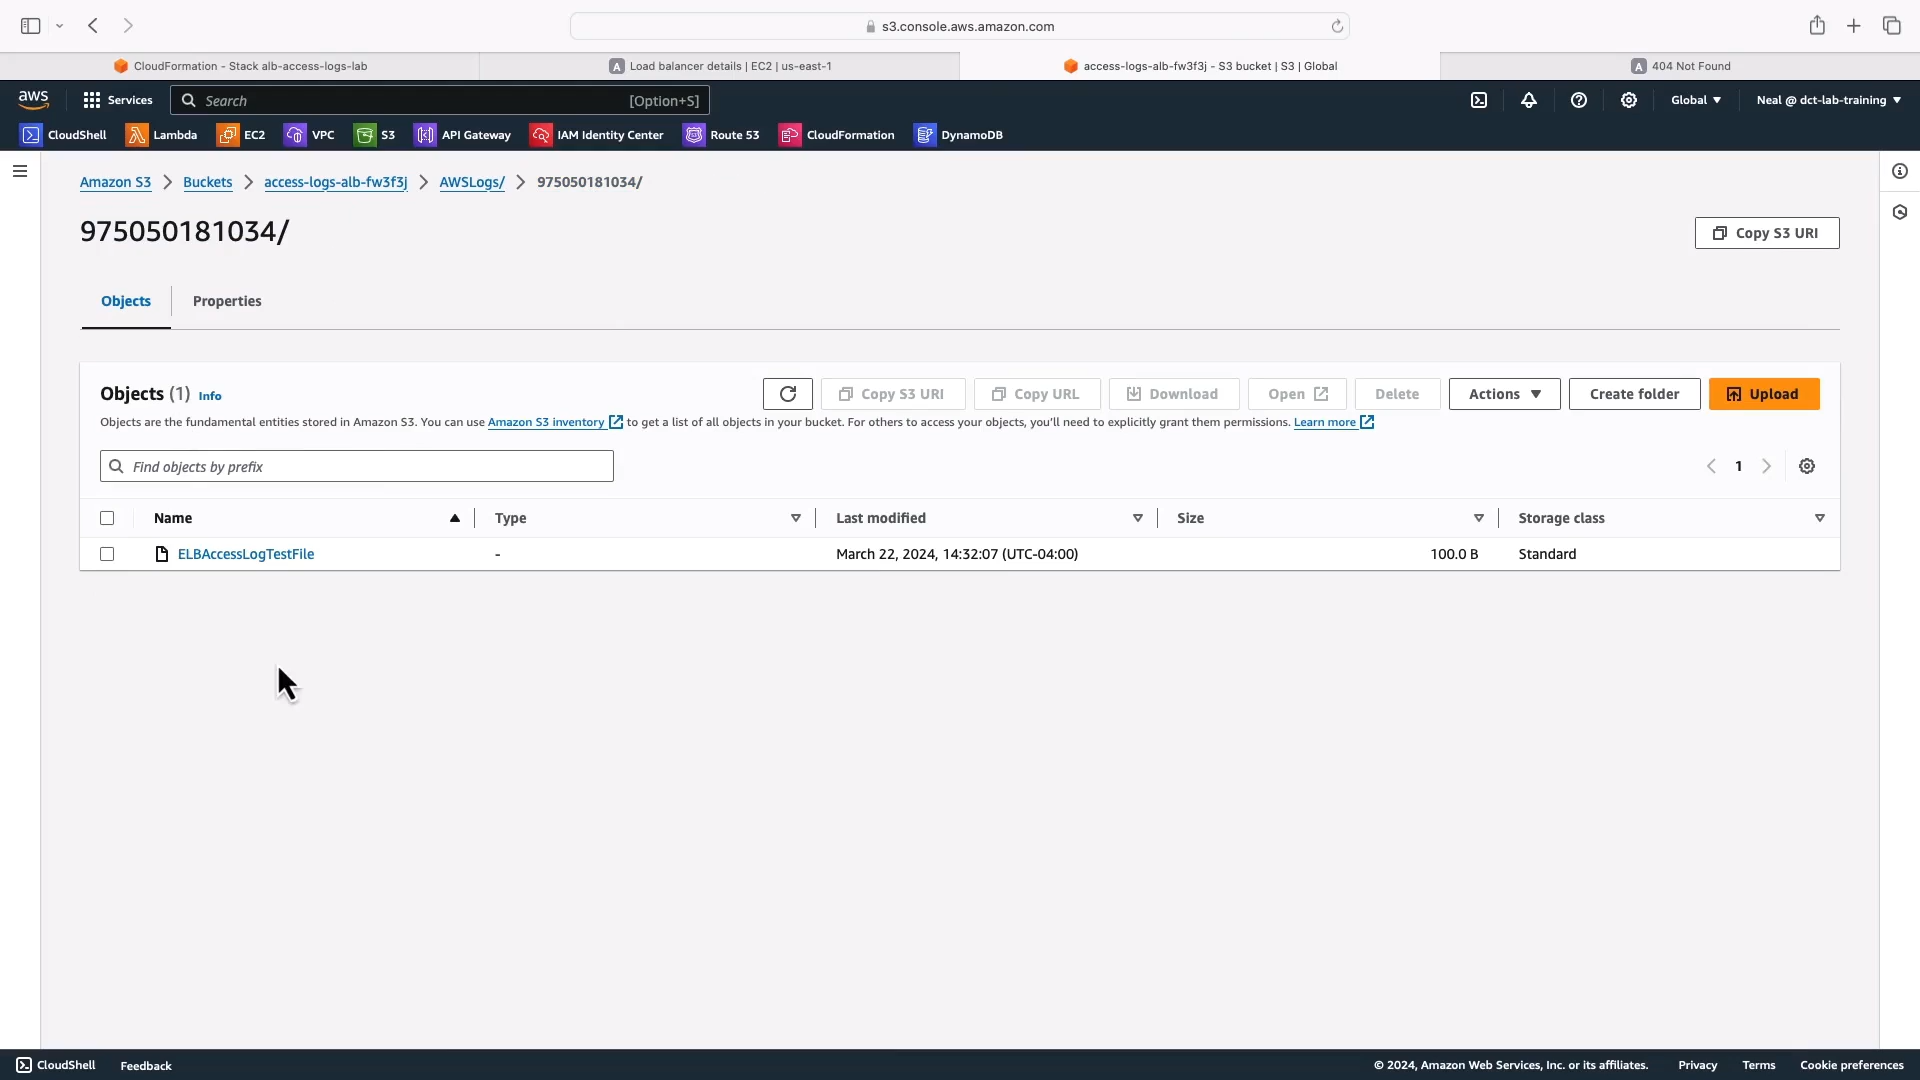 s3.console.aws.amazon.com
CloudFormation - Stack alb-access-logs-lab
A Load balancer details | EC2 | us-east-1
access-logs-alb-fw3f3j - S3 bucket | S3 | Global
A 404 Not Found
aws Services Search [Option+S] Global Neal @ dct-lab-training
CloudShell Lambda EC2 VPC S3 API Gateway IAM Identity Center Route 53 CloudFormation DynamoDB
Amazon S3 Buckets access-logs-alb-fw3f3j AWSLogs/ 975050181034/
975050181034/
Copy S3 URI
Objects Properties
Objects (1) Info
Copy S3 URI Copy URL Download Open Delete Actions Create folder Upload
Objects are the fundamental entities stored in Amazon S3. You can use Amazon S3 inventory to get a list of all objects in your bucket. For others to access your objects, you'll need to explicitly grant them permissions. Learn more
Find objects by prefix
1
Name Type Last modified Size Storage class
ELBAccessLogTestFile - March 22, 2024, 14:32:07 (UTC-04:00) 100.0 B Standard
CloudShell Feedback © 2024, Amazon Web Services, Inc. or its affiliates. Privacy Terms Cookie preferences